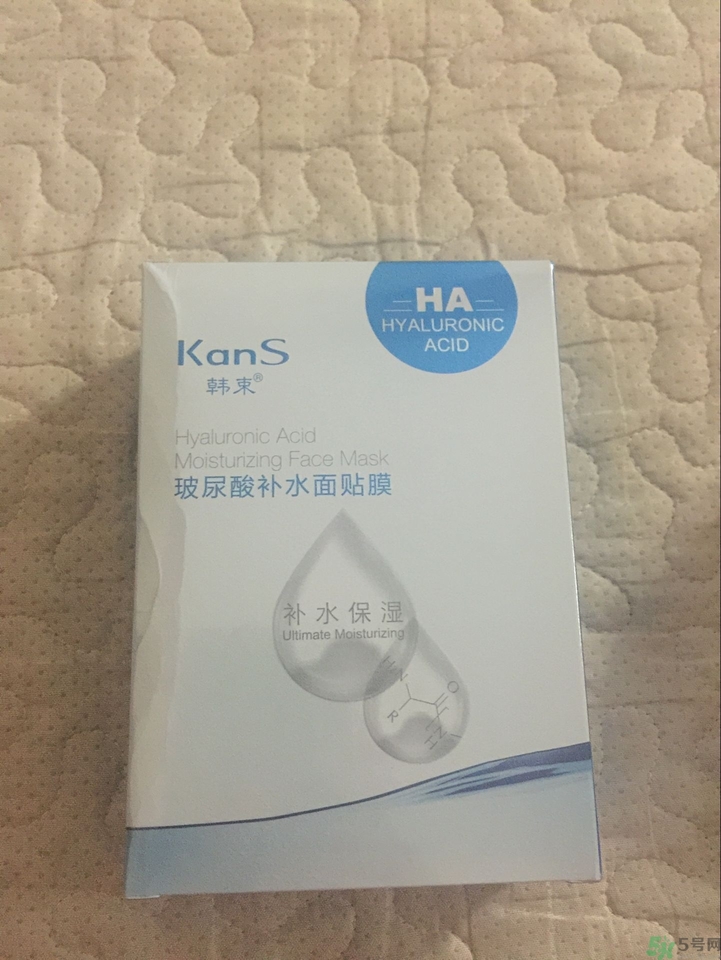 HA
HYALURONIC
ACID
KanS
韩束®
Hyaluronic Acid
Moisturizing Face Mask
玻尿酸补水面贴膜
补水保湿
Ultimate Moisturizing
H
N
O
R
NH
5号网